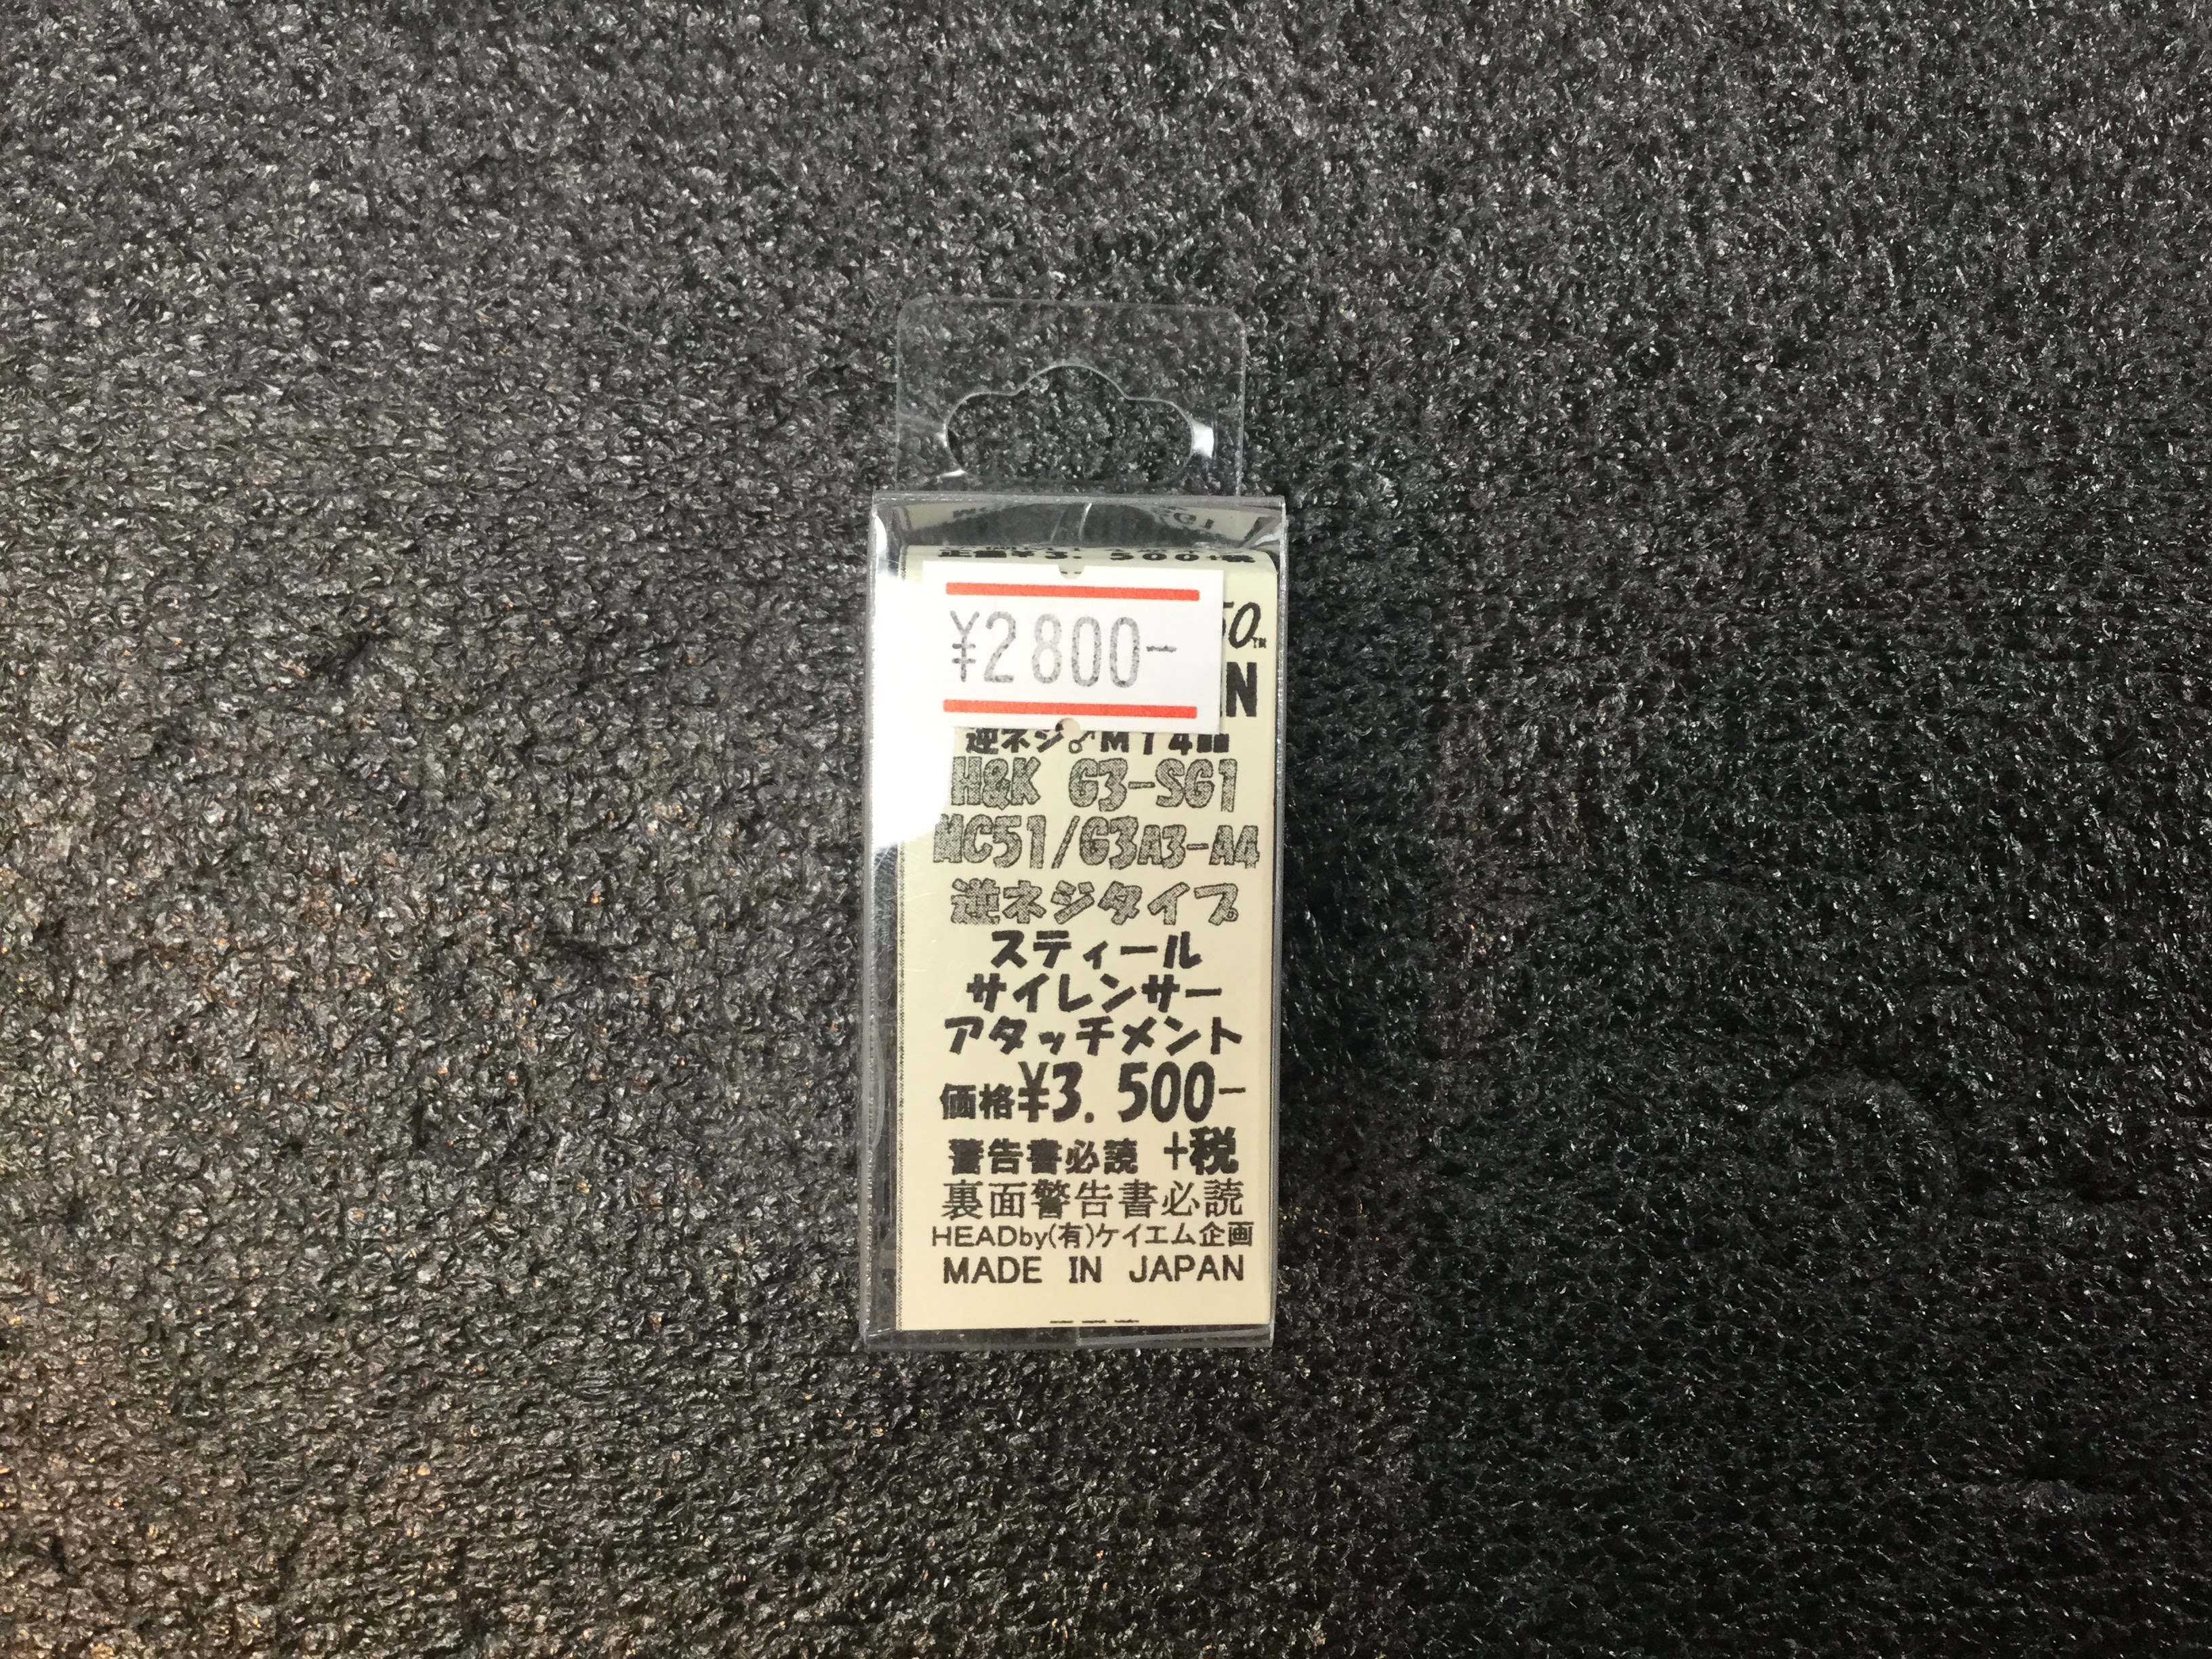 ¥2800-
逆ネジ♂M14㎜
H&K G3-SG1
MC51/G3A3-A4
逆ネジタイプ
スティール
サイレンサー
アタッチメント
価格¥3.500-
警告書必読 +税
裏面警告書必読
HEADby(有)ケイエム企画
MADE IN JAPAN